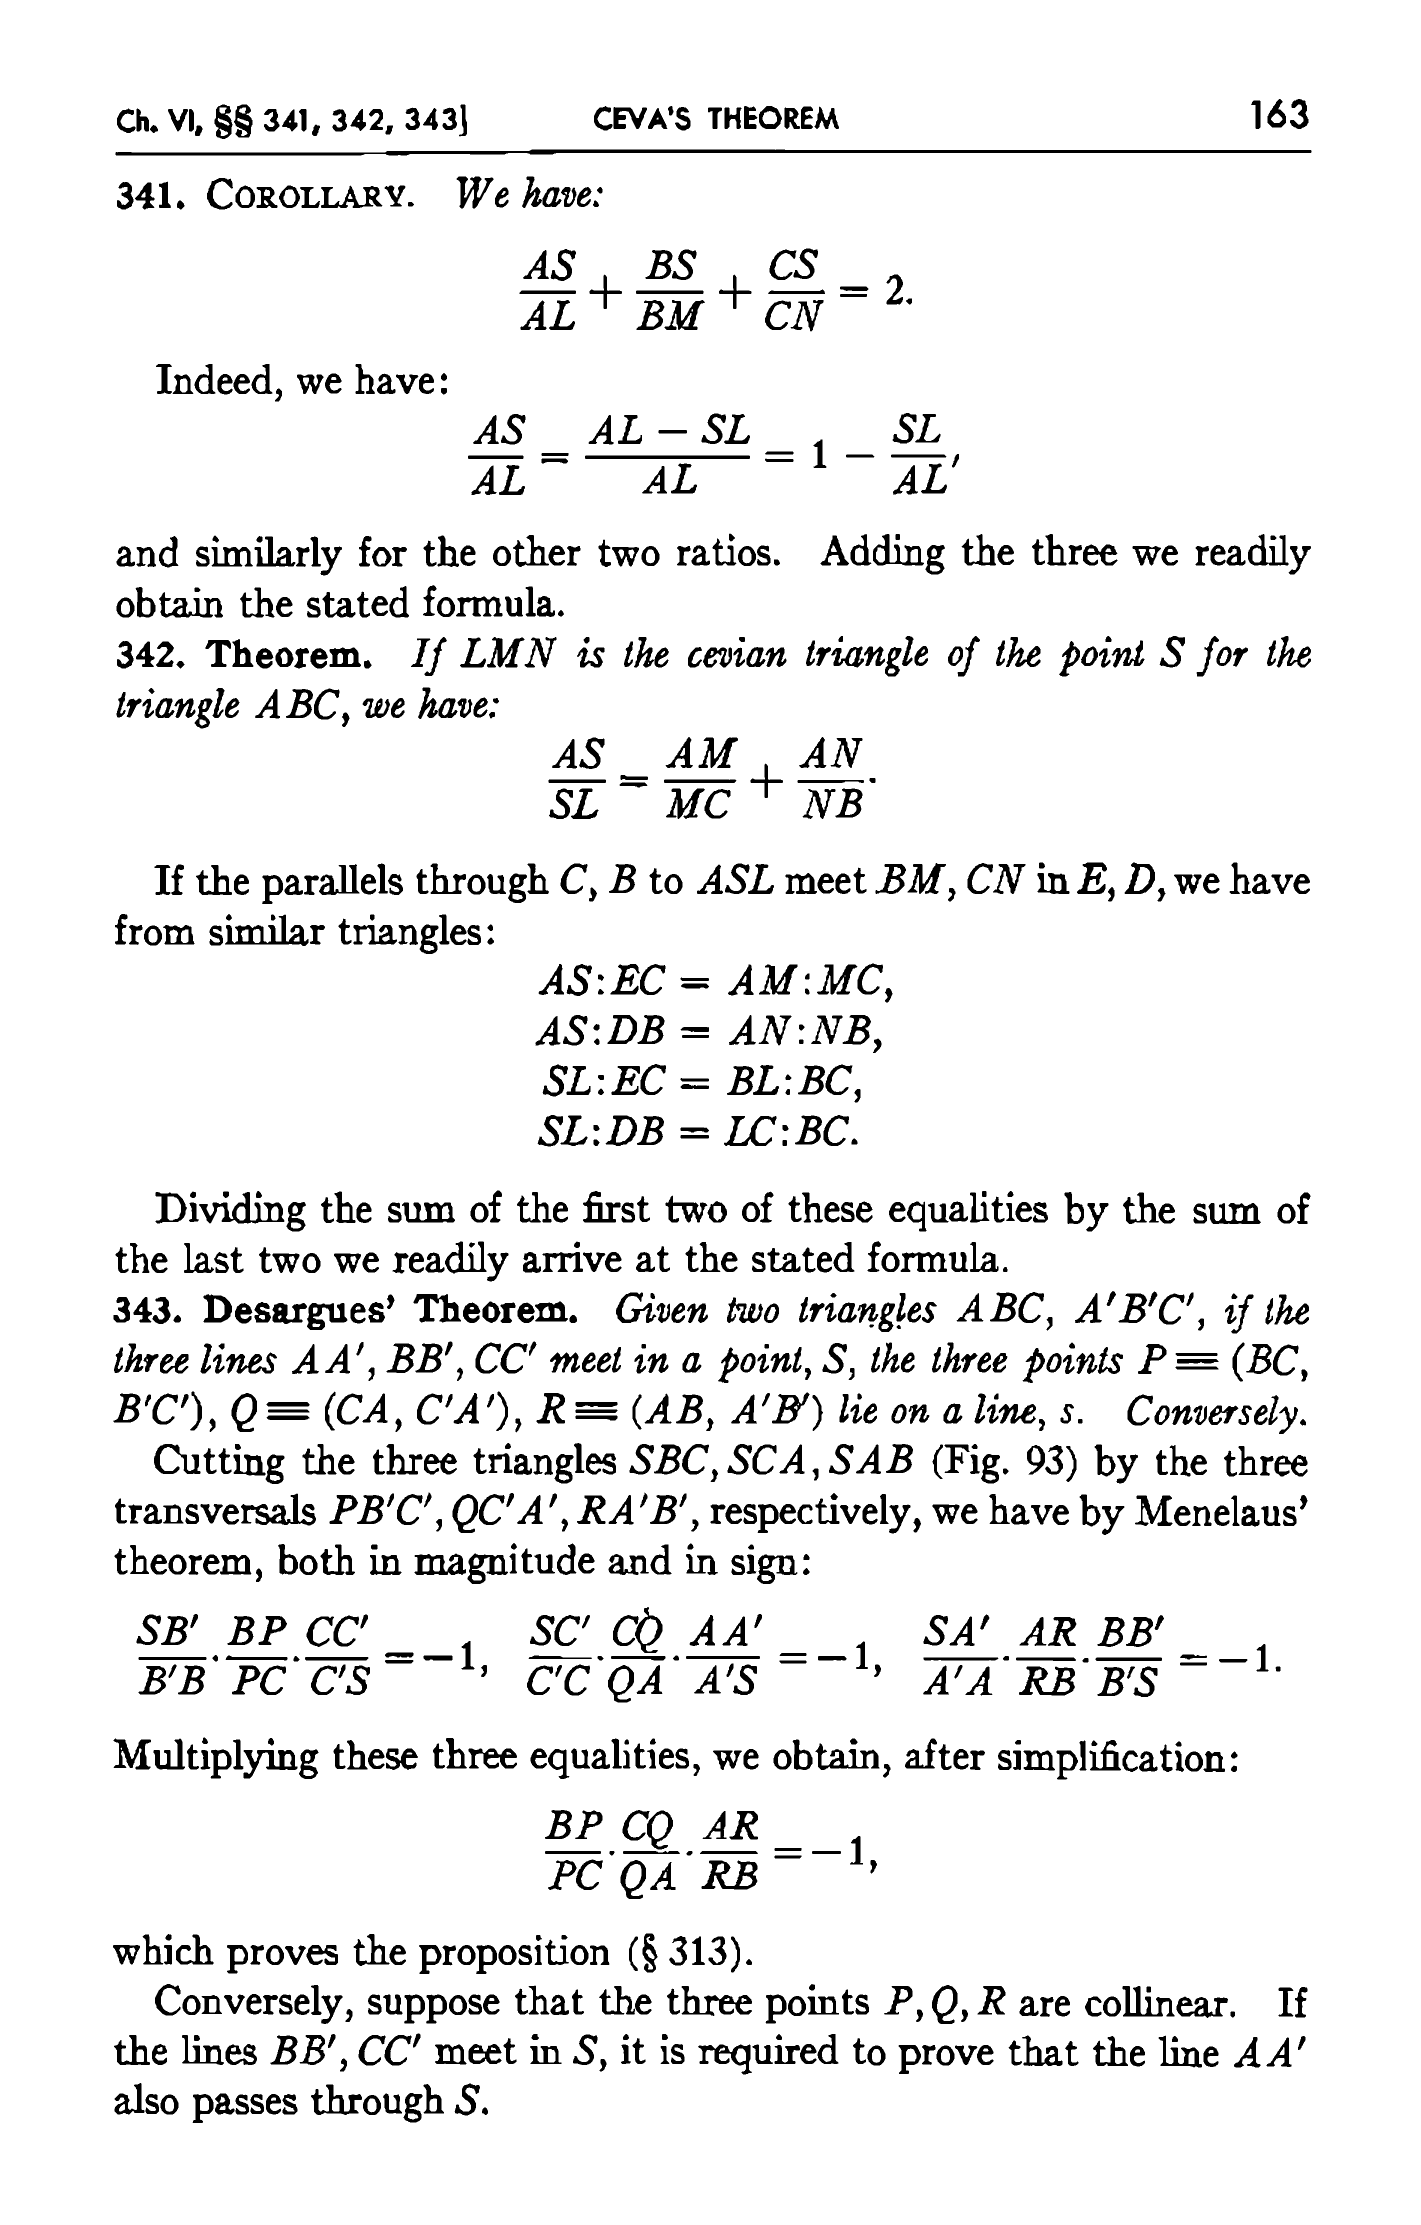 Ch. VI, §§ 341, 342, 343] CEVA'S THEOREM 163
341. COROLLARY. We have:
AS/AL + BS/BM + CS/CN = 2.
Indeed, we have:
AS/AL = (AL − SL)/AL = 1 − SL/AL,
and similarly for the other two ratios. Adding the three we readily
obtain the stated formula.
342. Theorem. If LMN is the cevian triangle of the point S for the
triangle ABC, we have:
AS/SL = AM/MC + AN/NB.
If the parallels through C, B to ASL meet BM, CN in E, D, we have
from similar triangles:
AS:EC = AM:MC,
AS:DB = AN:NB,
SL:EC = BL:BC,
SL:DB = LC:BC.
Dividing the sum of the first two of these equalities by the sum of
the last two we readily arrive at the stated formula.
343. Desargues' Theorem. Given two triangles ABC, A'B'C', if the
three lines AA', BB', CC' meet in a point, S, the three points P ≡ (BC,
B'C'), Q ≡ (CA, C'A'), R ≡ (AB, A'B') lie on a line, s. Conversely.
Cutting the three triangles SBC, SCA, SAB (Fig. 93) by the three
transversals PB'C', QC'A', RA'B', respectively, we have by Menelaus'
theorem, both in magnitude and in sign:
SB'/B'B · BP/PC · CC'/C'S = −1, SC'/C'C · CQ/QA · AA'/A'S = −1, SA'/A'A · AR/RB · BB'/B'S = −1.
Multiplying these three equalities, we obtain, after simplification:
BP/PC · CQ/QA · AR/RB = −1,
which proves the proposition (§ 313).
Conversely, suppose that the three points P, Q, R are collinear. If
the lines BB', CC' meet in S, it is required to prove that the line AA'
also passes through S.